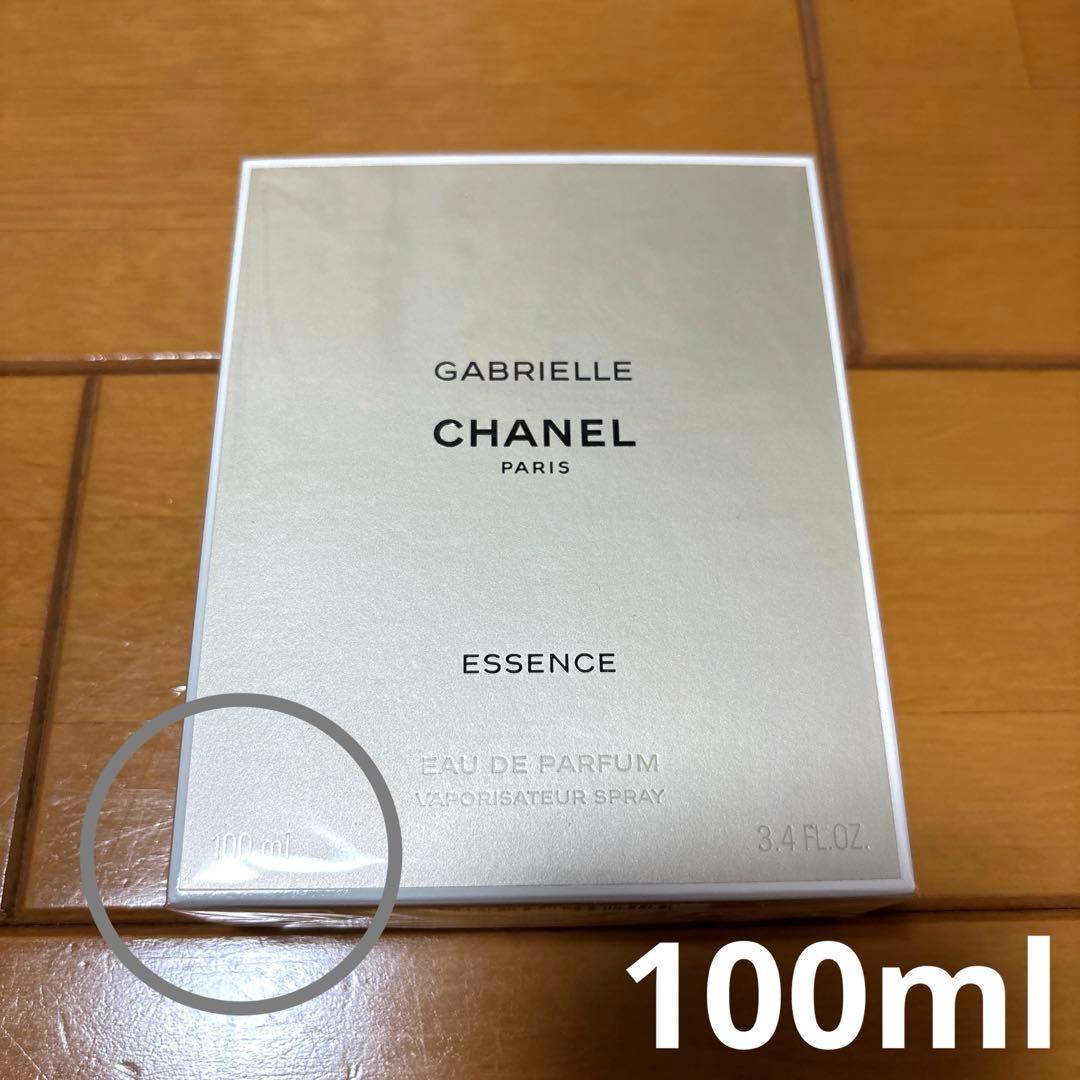 GABRIELLE
CHANEL
PARIS
ESSENCE
EAU DE PARFUM
VAPORISATEUR SPRAY
100 ml
3.4 FL.OZ.
100ml